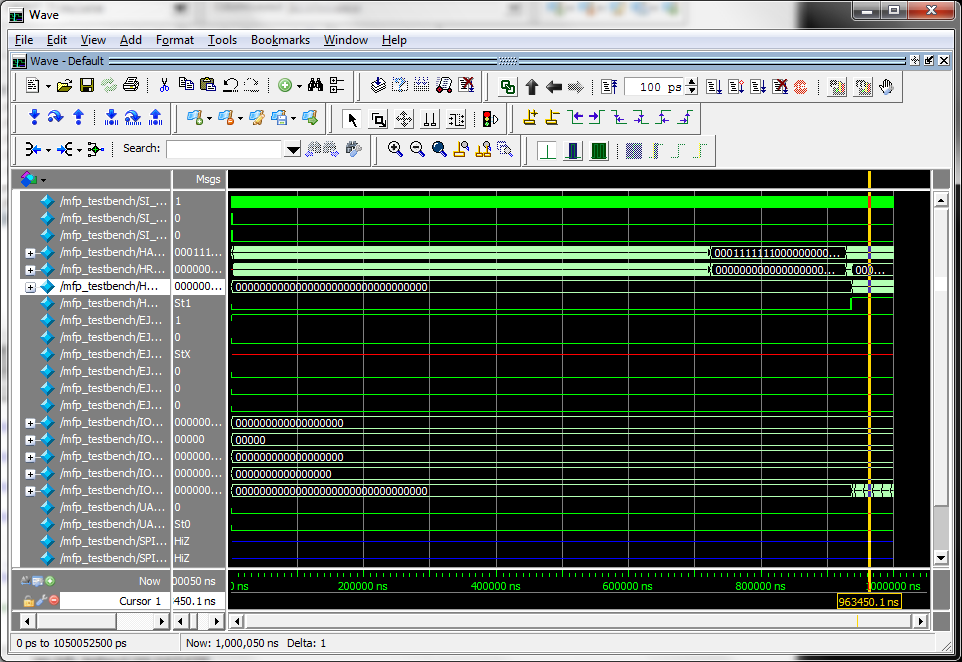 Wave
File Edit View Add Format Tools Bookmarks Window Help
Wave - Default
100 ps
Search:
Msgs
/mfp_testbench/SI_... 1
/mfp_testbench/SI_... 0
/mfp_testbench/SI_... 0
/mfp_testbench/HA... 000111... 0001111111000000000...
/mfp_testbench/HR... 000000... 000000000000000000... 000...
/mfp_testbench/H... 000000... 00000000000000000000000000000000
/mfp_testbench/H... St1
/mfp_testbench/EJ... 1
/mfp_testbench/EJ... 0
/mfp_testbench/EJ... StX
/mfp_testbench/EJ... 0
/mfp_testbench/EJ... 0
/mfp_testbench/EJ... 0
/mfp_testbench/IO... 000000... 000000000000000000
/mfp_testbench/IO... 00000 00000
/mfp_testbench/IO... 000000... 000000000000000000
/mfp_testbench/IO... 000000... 0000000000000000
/mfp_testbench/IO... 000000... 00000000000000000000000000000000
/mfp_testbench/UA... 0
/mfp_testbench/UA... St0
/mfp_testbench/SPI... HiZ
/mfp_testbench/SPI... HiZ
Now 00050 ns ns 200000 ns 400000 ns 600000 ns 800000 ns 000000 ns
Cursor 1 450.1 ns 963450.1 ns
0 ps to 1050052500 ps Now: 1,000,050 ns Delta: 1